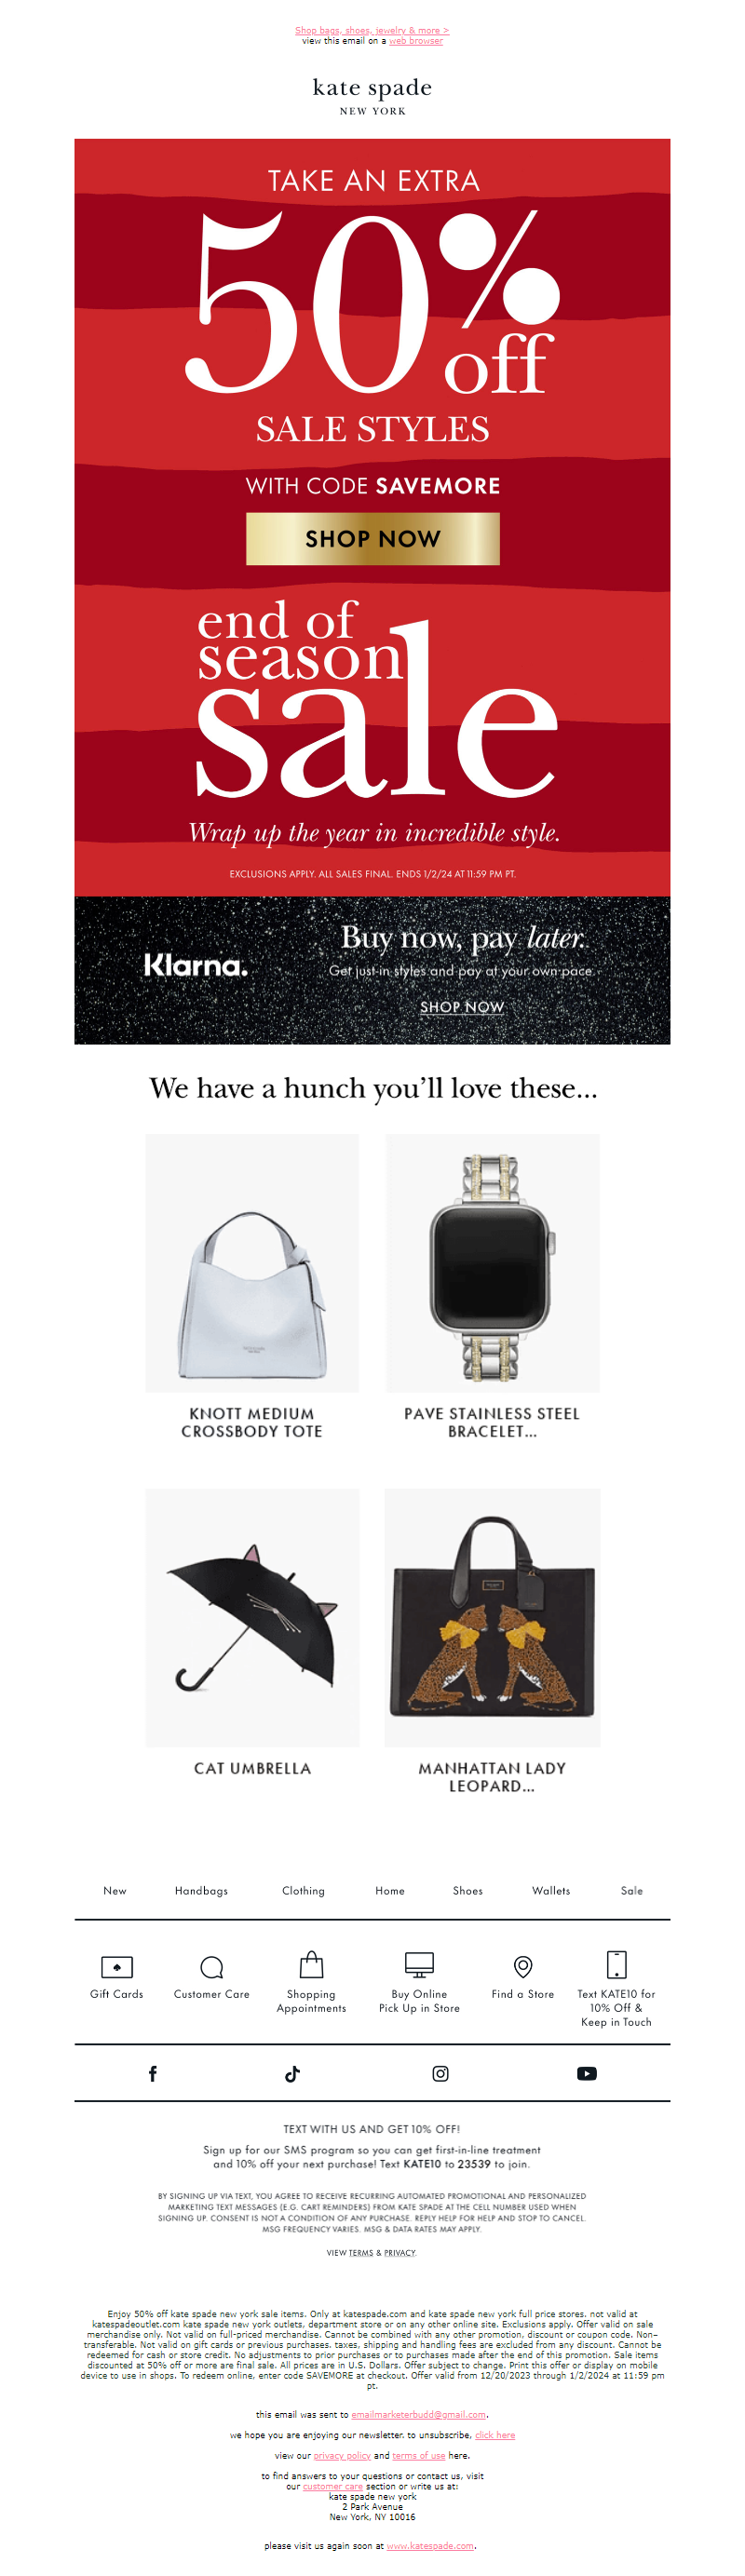 Shop bags, shoes, jewelry & more >
view this email on a web browser
kate spade
NEW YORK
TAKE AN EXTRA
50% off
SALE STYLES
WITH CODE SAVEMORE
SHOP NOW
end of
season
sale
Wrap up the year in incredible style.
EXCLUSIONS APPLY. ALL SALES FINAL. ENDS 1/2/24 AT 11:59 PM PT.
Klarna.
Buy now, pay later.
Get just-in styles and pay at your own pace.
SHOP NOW
We have a hunch you'll love these...
KNOTT MEDIUM
CROSSBODY TOTE
PAVE STAINLESS STEEL
BRACELET...
CAT UMBRELLA
MANHATTAN LADY
LEOPARD...
New Handbags Clothing Home Shoes Wallets Sale
Gift Cards
Customer Care
Shopping
Appointments
Buy Online
Pick Up in Store
Find a Store
Text KATE10 for
10% Off &
Keep in Touch
TEXT WITH US AND GET 10% OFF!
Sign up for our SMS program so you can get first-in-line treatment
and 10% off your next purchase! Text KATE10 to 23539 to join.
BY SIGNING UP VIA TEXT, YOU AGREE TO RECEIVE RECURRING AUTOMATED PROMOTIONAL AND PERSONALIZED
MARKETING TEXT MESSAGES (E.G. CART REMINDERS) FROM KATE SPADE AT THE CELL NUMBER USED WHEN
SIGNING UP. CONSENT IS NOT A CONDITION OF ANY PURCHASE. REPLY HELP FOR HELP AND STOP TO CANCEL.
MSG FREQUENCY VARIES. MSG & DATA RATES MAY APPLY.
VIEW TERMS & PRIVACY.
Enjoy 50% off kate spade new york sale items. Only at katespade.com and kate spade new york full price stores. not valid at
katespadeoutlet.com kate spade new york outlets, department store or on any other online site. Exclusions apply. Offer valid on sale
merchandise only. Not valid on full-priced merchandise. Cannot be combined with any other promotion, discount or coupon code. Non-
transferable. Not valid on gift cards or previous purchases. taxes, shipping and handling fees are excluded from any discount. Cannot be
redeemed for cash or store credit. No adjustments to prior purchases or to purchases made after the end of this promotion. Sale items
discounted at 50% off or more are final sale. All prices are in U.S. Dollars. Offer subject to change. Print this offer or display on mobile
device to use in shops. To redeem online, enter code SAVEMORE at checkout. Offer valid from 12/20/2023 through 1/2/2024 at 11:59 pm
pt.
this email was sent to emailmarketerbudd@gmail.com.
we hope you are enjoying our newsletter. to unsubscribe, click here
view our privacy policy and terms of use here.
to find answers to your questions or contact us, visit
our customer care section or write us at:
kate spade new york
2 Park Avenue
New York, NY 10016
please visit us again soon at www.katespade.com.